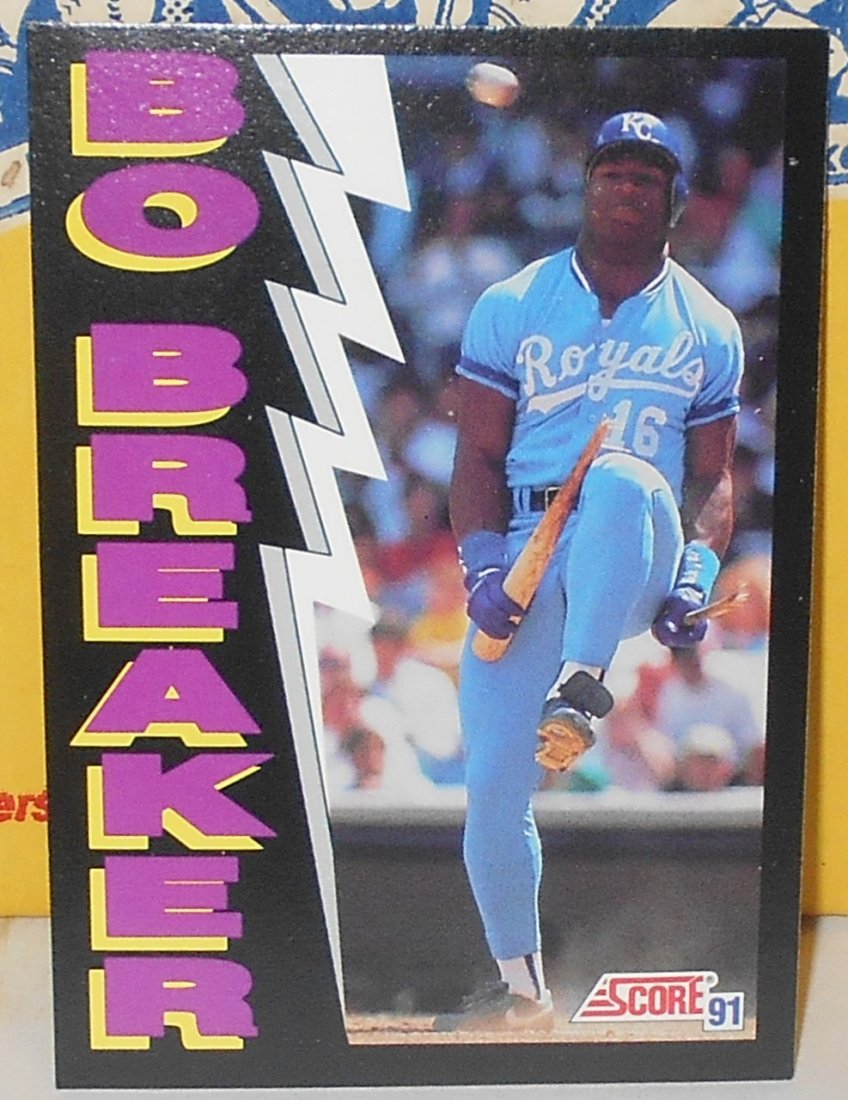 BO
BREAKER
KC
Royals
16
SCORE®
91
ers